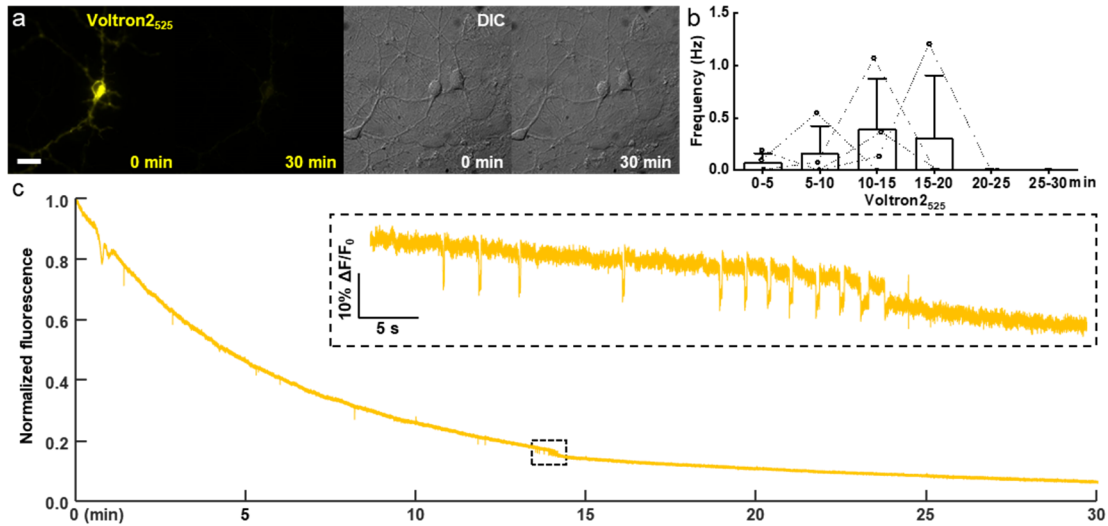 a
Voltron2525
0 min
30 min
DIC
0 min
30 min
b
Frequency (Hz)
1.5
1.0
0.5
0.0
0-5 5-10 10-15 15-20 20-25 25-30 min
Voltron2525
c
Normalized fluorescence
1.0
0.8
0.6
0.4
0.2
0.0
10% ΔF/F0
5 s
0 (min) 5 10 15 20 25 30